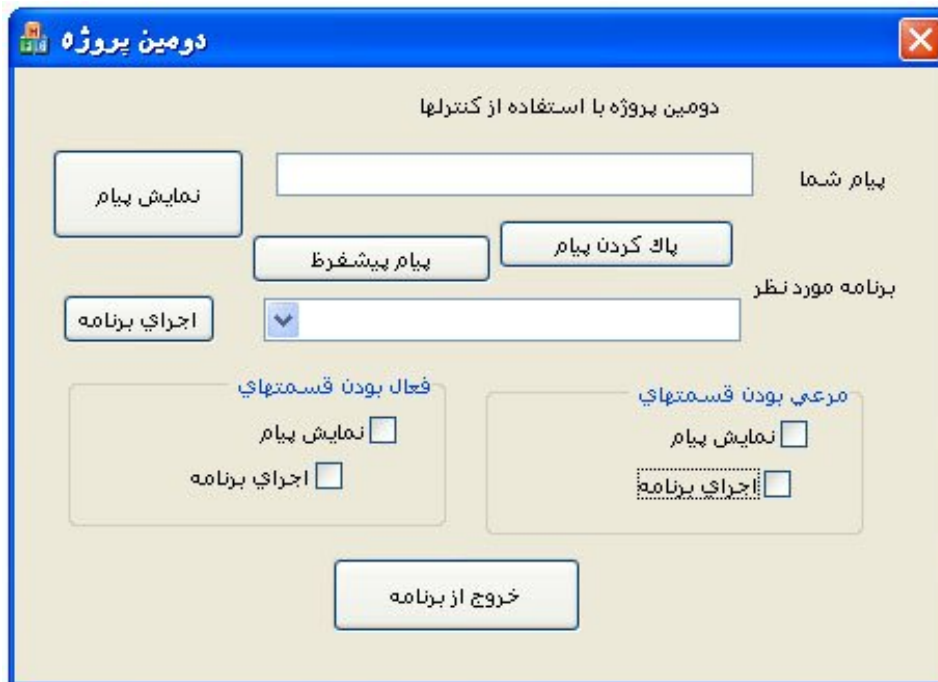 دومین پروژه
دومین پروژه با استفاده از کنترلها
پیام شما
نمایش پیام
پاك كردن پیام
پیام پیشفرظ
برنامه مورد نظر
اجراي برنامه
مرعي بودن قسمتهاي
نمایش پیام
اجراي برنامه
فعال بودن قسمتهاي
نمایش پیام
اجراي برنامه
خروج از برنامه